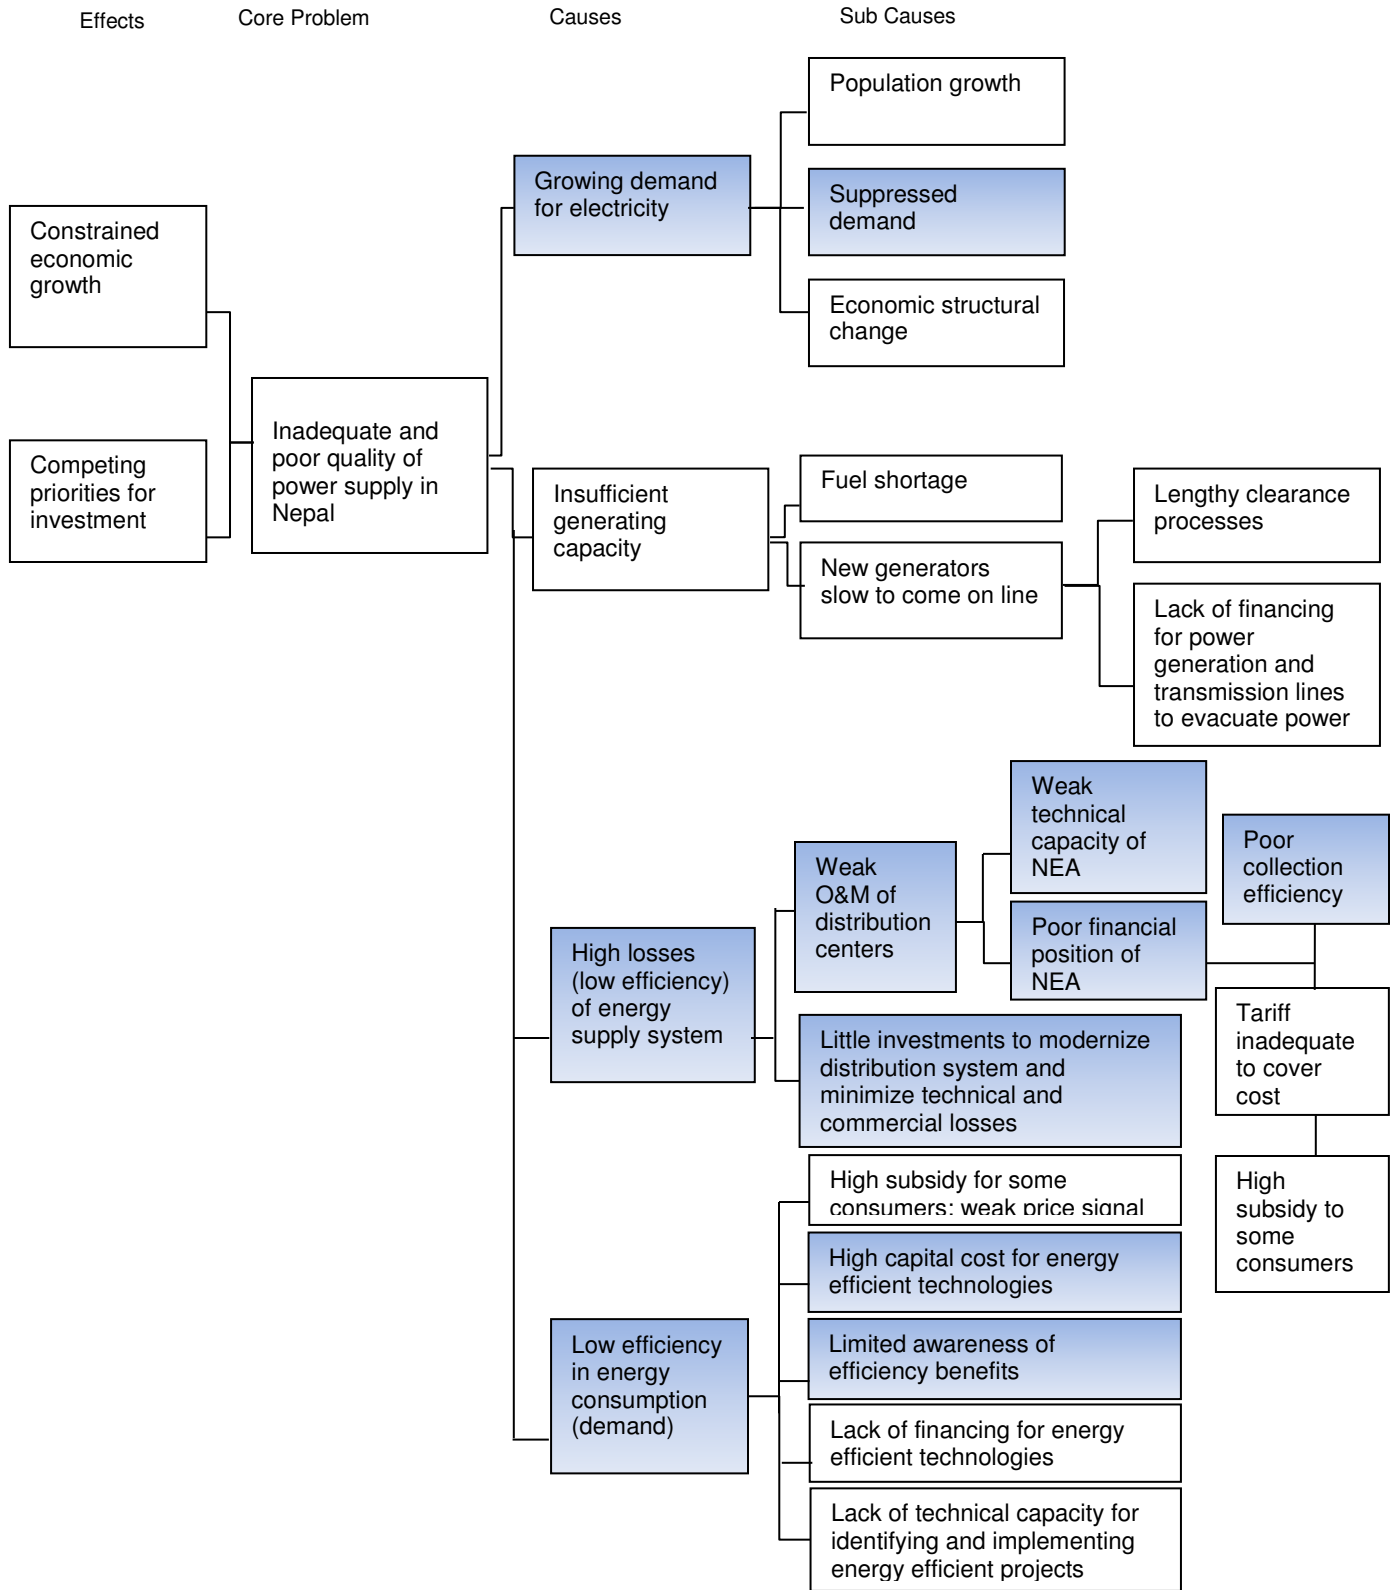 Effects
Core Problem
Causes
Sub Causes
Population growth
Growing demand
for electricity
Suppressed
demand
Economic structural
change
Constrained
economic
growth
Competing
priorities for
investment
Inadequate and
poor quality of
power supply in
Nepal
Insufficient
generating
capacity
Fuel shortage
New generators
slow to come on line
Lengthy clearance
processes
Lack of financing
for power
generation and
transmission lines
to evacuate power
High losses
(low efficiency)
of energy
supply system
Weak
O&M of
distribution
centers
Weak
technical
capacity of
NEA
Poor financial
position of
NEA
Poor
collection
efficiency
Tariff
inadequate
to cover
cost
High
subsidy to
some
consumers
Little investments to modernize
distribution system and
minimize technical and
commercial losses
Low efficiency
in energy
consumption
(demand)
High subsidy for some
consumers; weak price signal
High capital cost for energy
efficient technologies
Limited awareness of
efficiency benefits
Lack of financing for energy
efficient technologies
Lack of technical capacity for
identifying and implementing
energy efficient projects